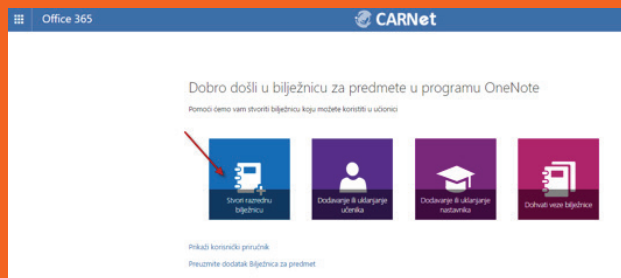 Office 365
CARNet
Dobro došli u bilježnicu za predmete u programu OneNote
Pomoći ćemo vam stvoriti bilježnicu koju možete koristiti u učionici
Stvori razrednu
bilježnicu
Dodavanje ili uklanjanje
učenika
Dodavanje ili uklanjanje
nastavnika
Dohvati veze bilježnice
Prikaži korisnički priručnik
Preuzmite dodatak Bilježnica za predmet